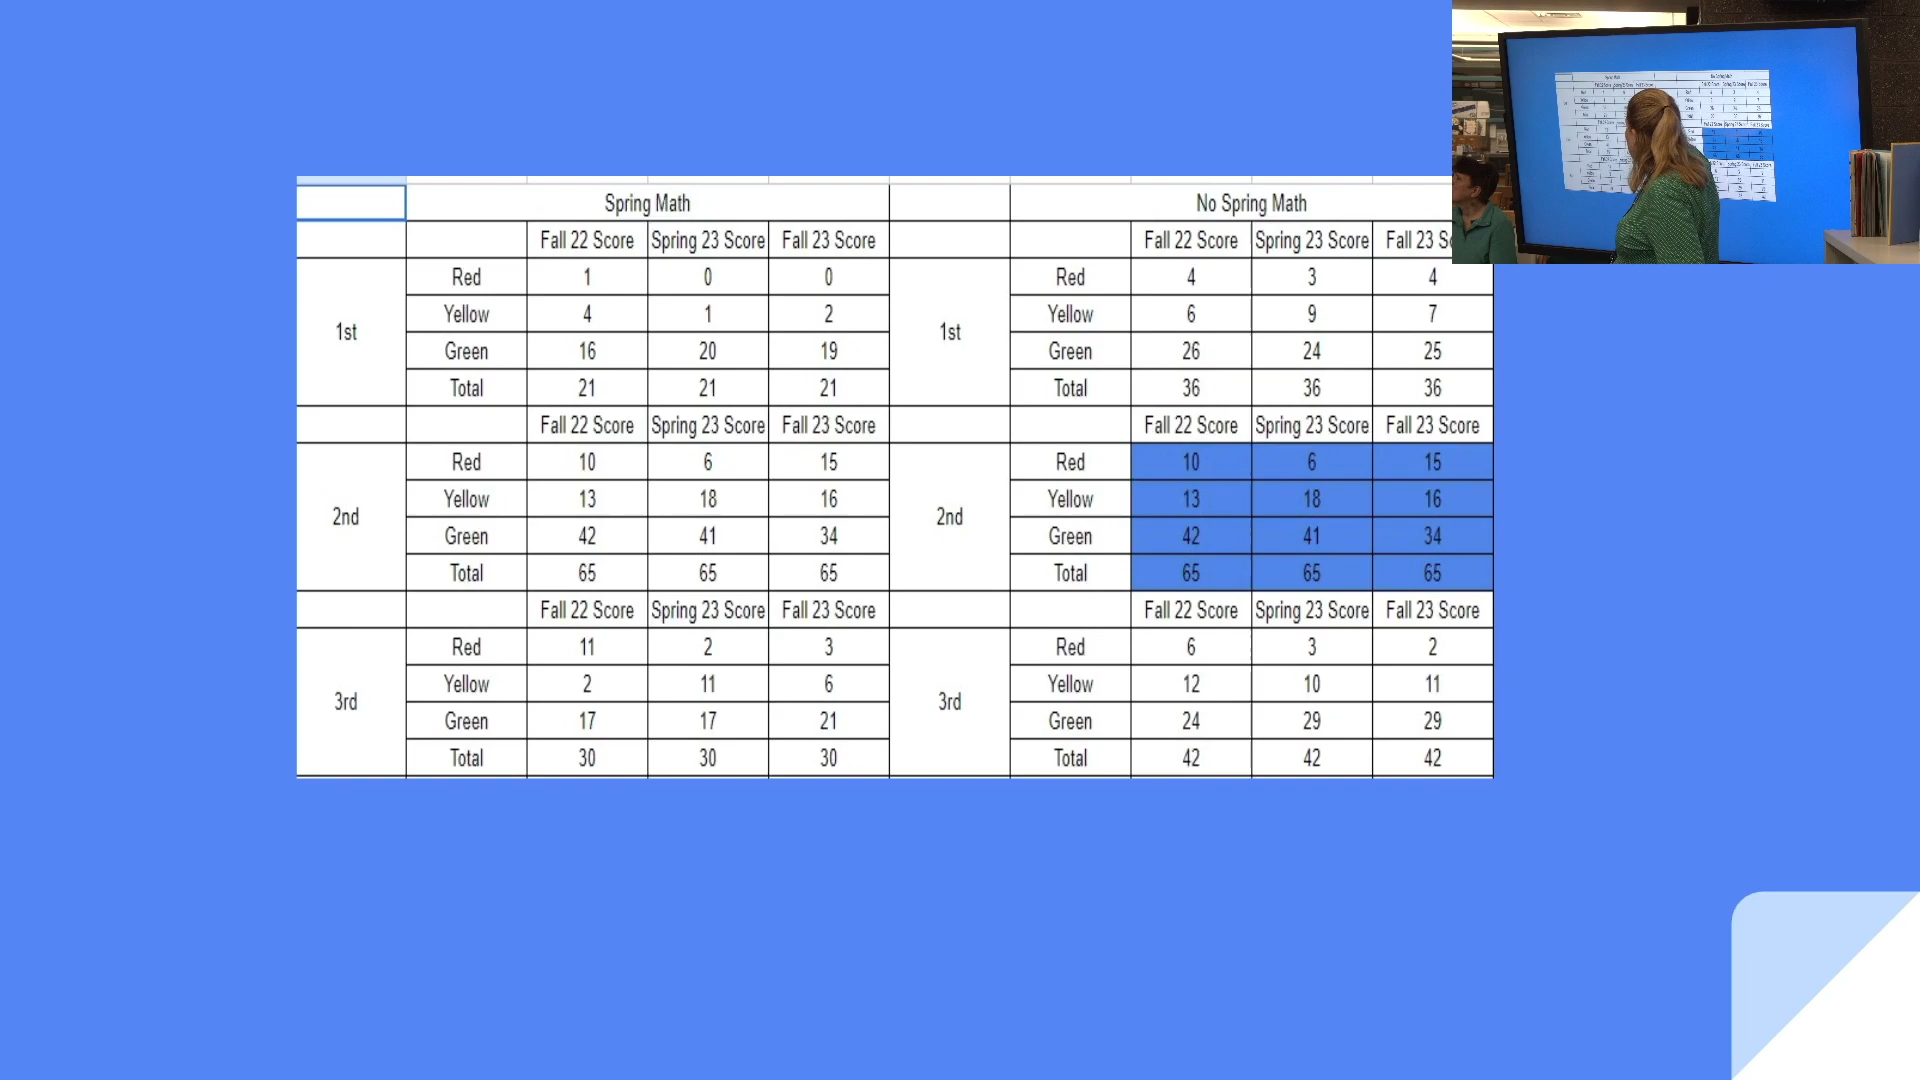 Spring Math No Spring Math
Fall 22 Score Spring 23 Score Fall 23 Score Fall 22 Score Spring 23 Score Fall 23
1st Red 1 0 0 1st Red 4 3 4
Yellow 4 1 2 Yellow 6 9 7
Green 16 20 19 Green 26 24 25
Total 21 21 21 Total 36 36 36
Fall 22 Score Spring 23 Score Fall 23 Score Fall 22 Score Spring 23 Score Fall 23 Score
2nd Red 10 6 15 2nd Red 10 6 15
Yellow 13 18 16 Yellow 13 18 16
Green 42 41 34 Green 42 41 34
Total 65 65 65 Total 65 65 65
Fall 22 Score Spring 23 Score Fall 23 Score Fall 22 Score Spring 23 Score Fall 23 Score
3rd Red 11 2 3 3rd Red 6 3 2
Yellow 2 11 6 Yellow 12 10 11
Green 17 17 21 Green 24 29 29
Total 30 30 30 Total 42 42 42